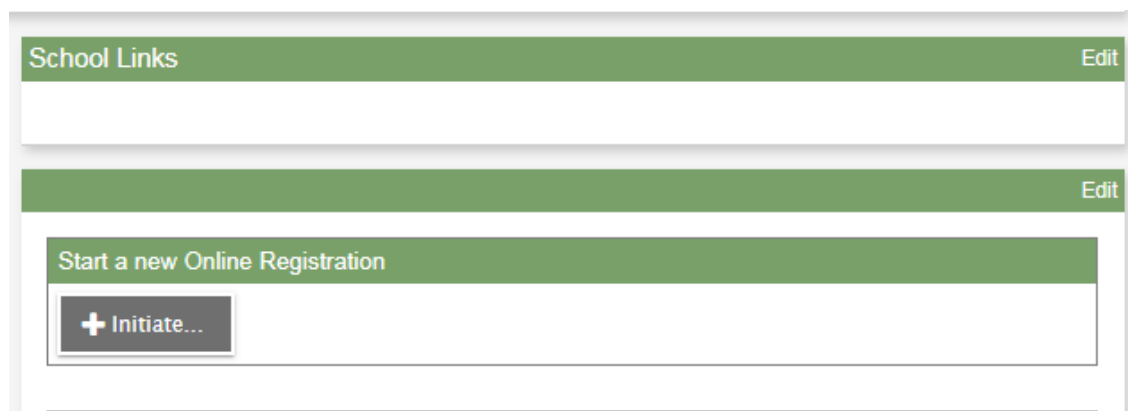 School Links Edit
Edit
Start a new Online Registration
Initiate...